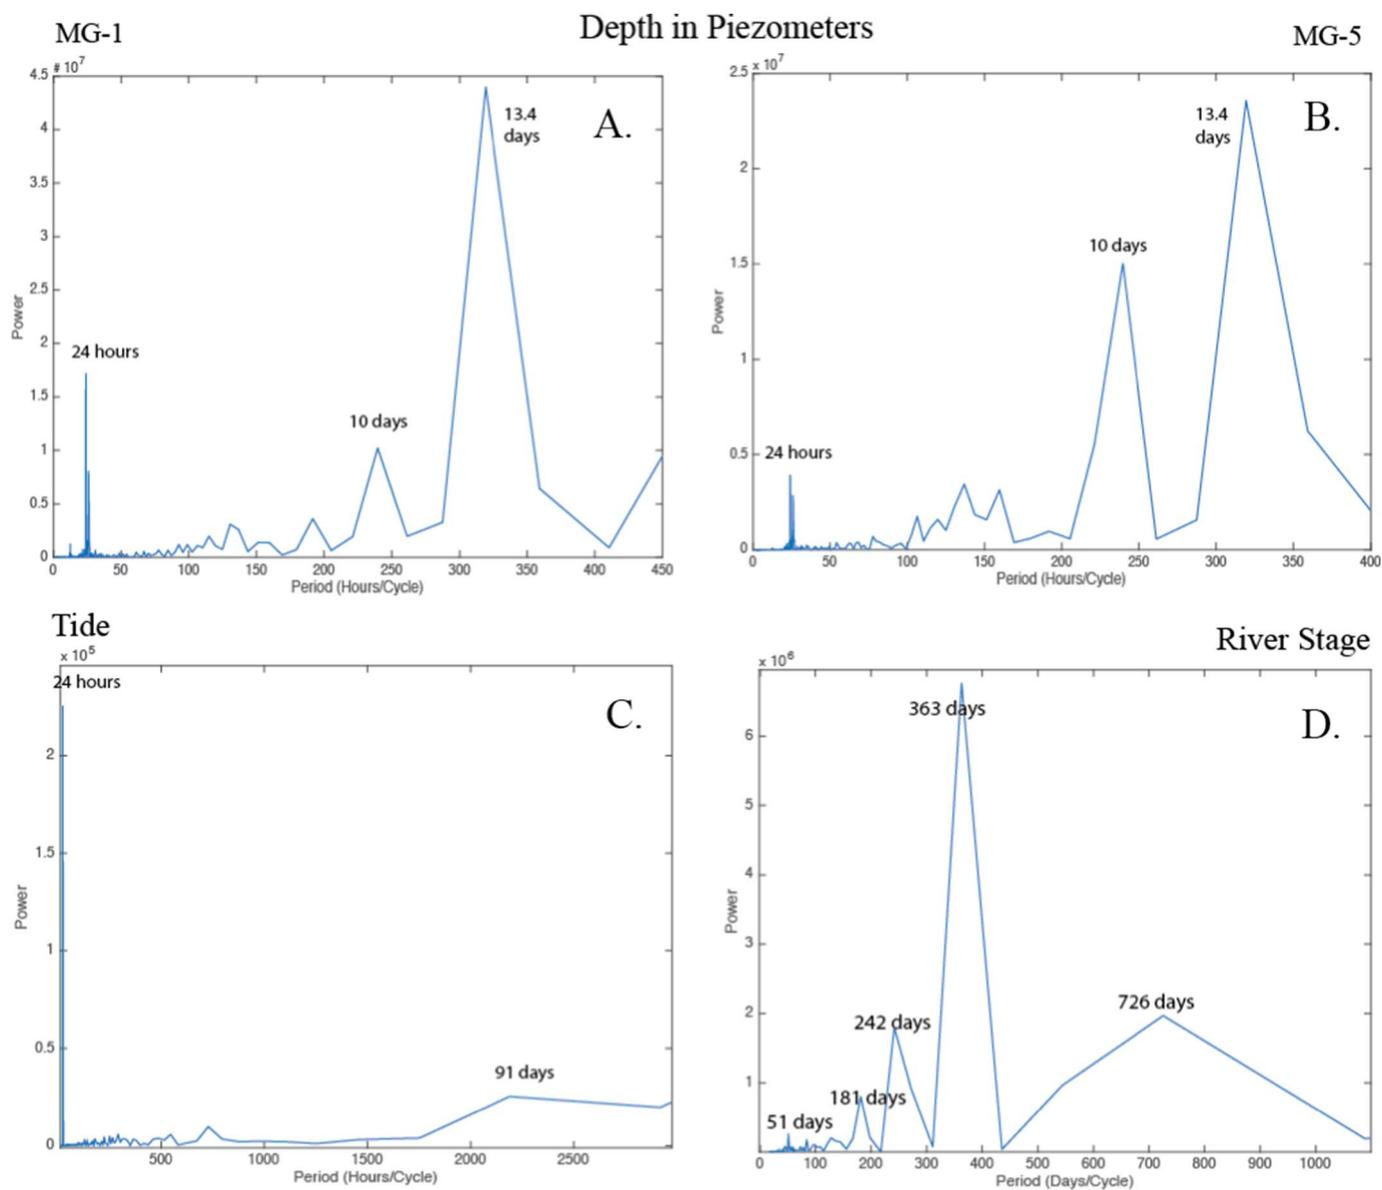 Depth in Piezometers
MG-1
4.5 # 10^7
4
3.5
3
2.5
2
1.5
1
0.5
0
Power
24 hours
10 days
13.4
days
A.
0 50 100 150 200 250 300 350 400 450
Period (Hours/Cycle)
MG-5
2.5 x 10^7
2
1.5
1
0.5
0
Power
24 hours
10 days
13.4
days
B.
0 50 100 150 200 250 300 350 400
Period (Hours/Cycle)
Tide
x 10^5
24 hours
2
1.5
1
0.5
0
Power
91 days
C.
500 1000 1500 2000 2500
Period (Hours/Cycle)
River Stage
x 10^6
6
5
4
3
2
1
Power
51 days
181 days
242 days
363 days
726 days
D.
0 100 200 300 400 500 600 700 800 900 1000
Period (Days/Cycle)